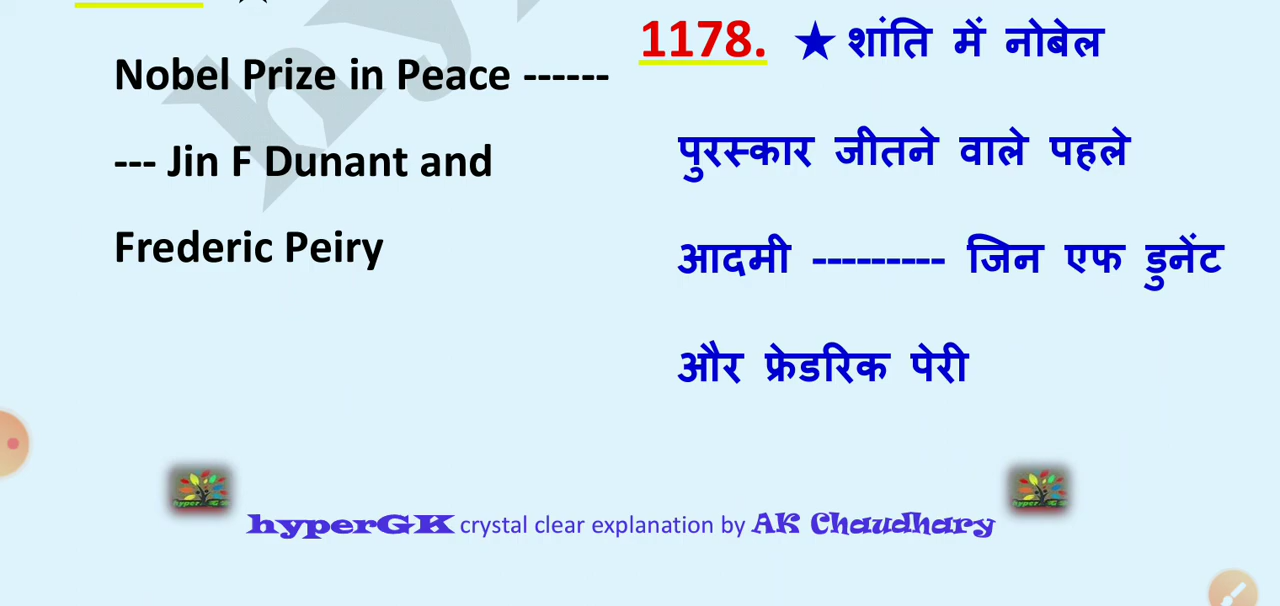 Nobel Prize in Peace ------
--- Jin F Dunant and
Frederic Peiry
1178. ★ शांति में नोबेल
पुरस्कार जीतने वाले पहले
आदमी --------- जिन एफ डुनेंट
और फ्रेडरिक पेरी
hyperGK crystal clear explanation by AK Chaudhary